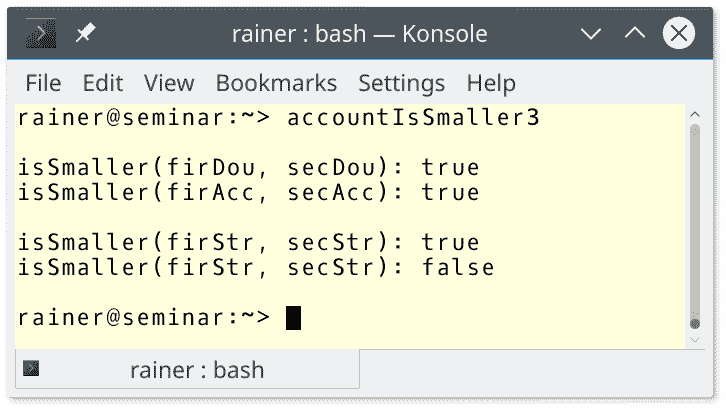 rainer : bash — Konsole
File Edit View Bookmarks Settings Help
rainer@seminar:~> accountIsSmaller3
isSmaller(firDou, secDou): true
isSmaller(firAcc, secAcc): true
isSmaller(firStr, secStr): true
isSmaller(firStr, secStr): false
rainer@seminar:~>
rainer : bash